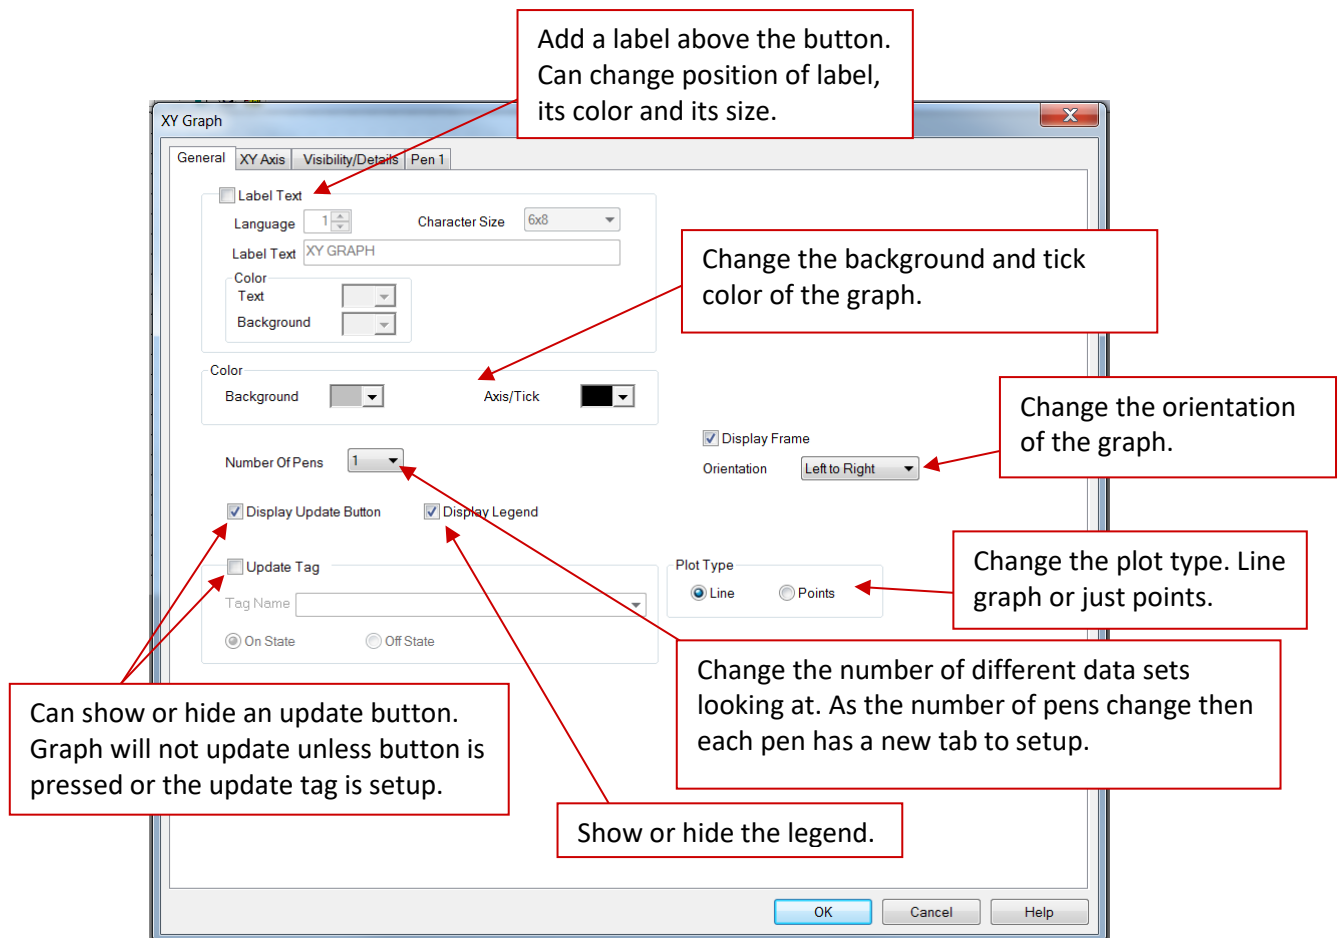 Add a label above the button.
Can change position of label,
its color and its size.
XY Graph
General XY Axis Visibility/Details Pen 1
Label Text
Language 1 Character Size 6x8
Label Text XY GRAPH
Color
Text
Background
Change the background and tick
color of the graph.
Color
Background Axis/Tick
Change the orientation
of the graph.
Display Frame
Number Of Pens 1
Orientation Left to Right
Display Update Button Display Legend
Change the plot type. Line
graph or just points.
Update Tag
Plot Type
Tag Name
Line Points
On State Off State
Change the number of different data sets
looking at. As the number of pens change then
each pen has a new tab to setup.
Can show or hide an update button.
Graph will not update unless button is
pressed or the update tag is setup.
Show or hide the legend.
OK Cancel Help